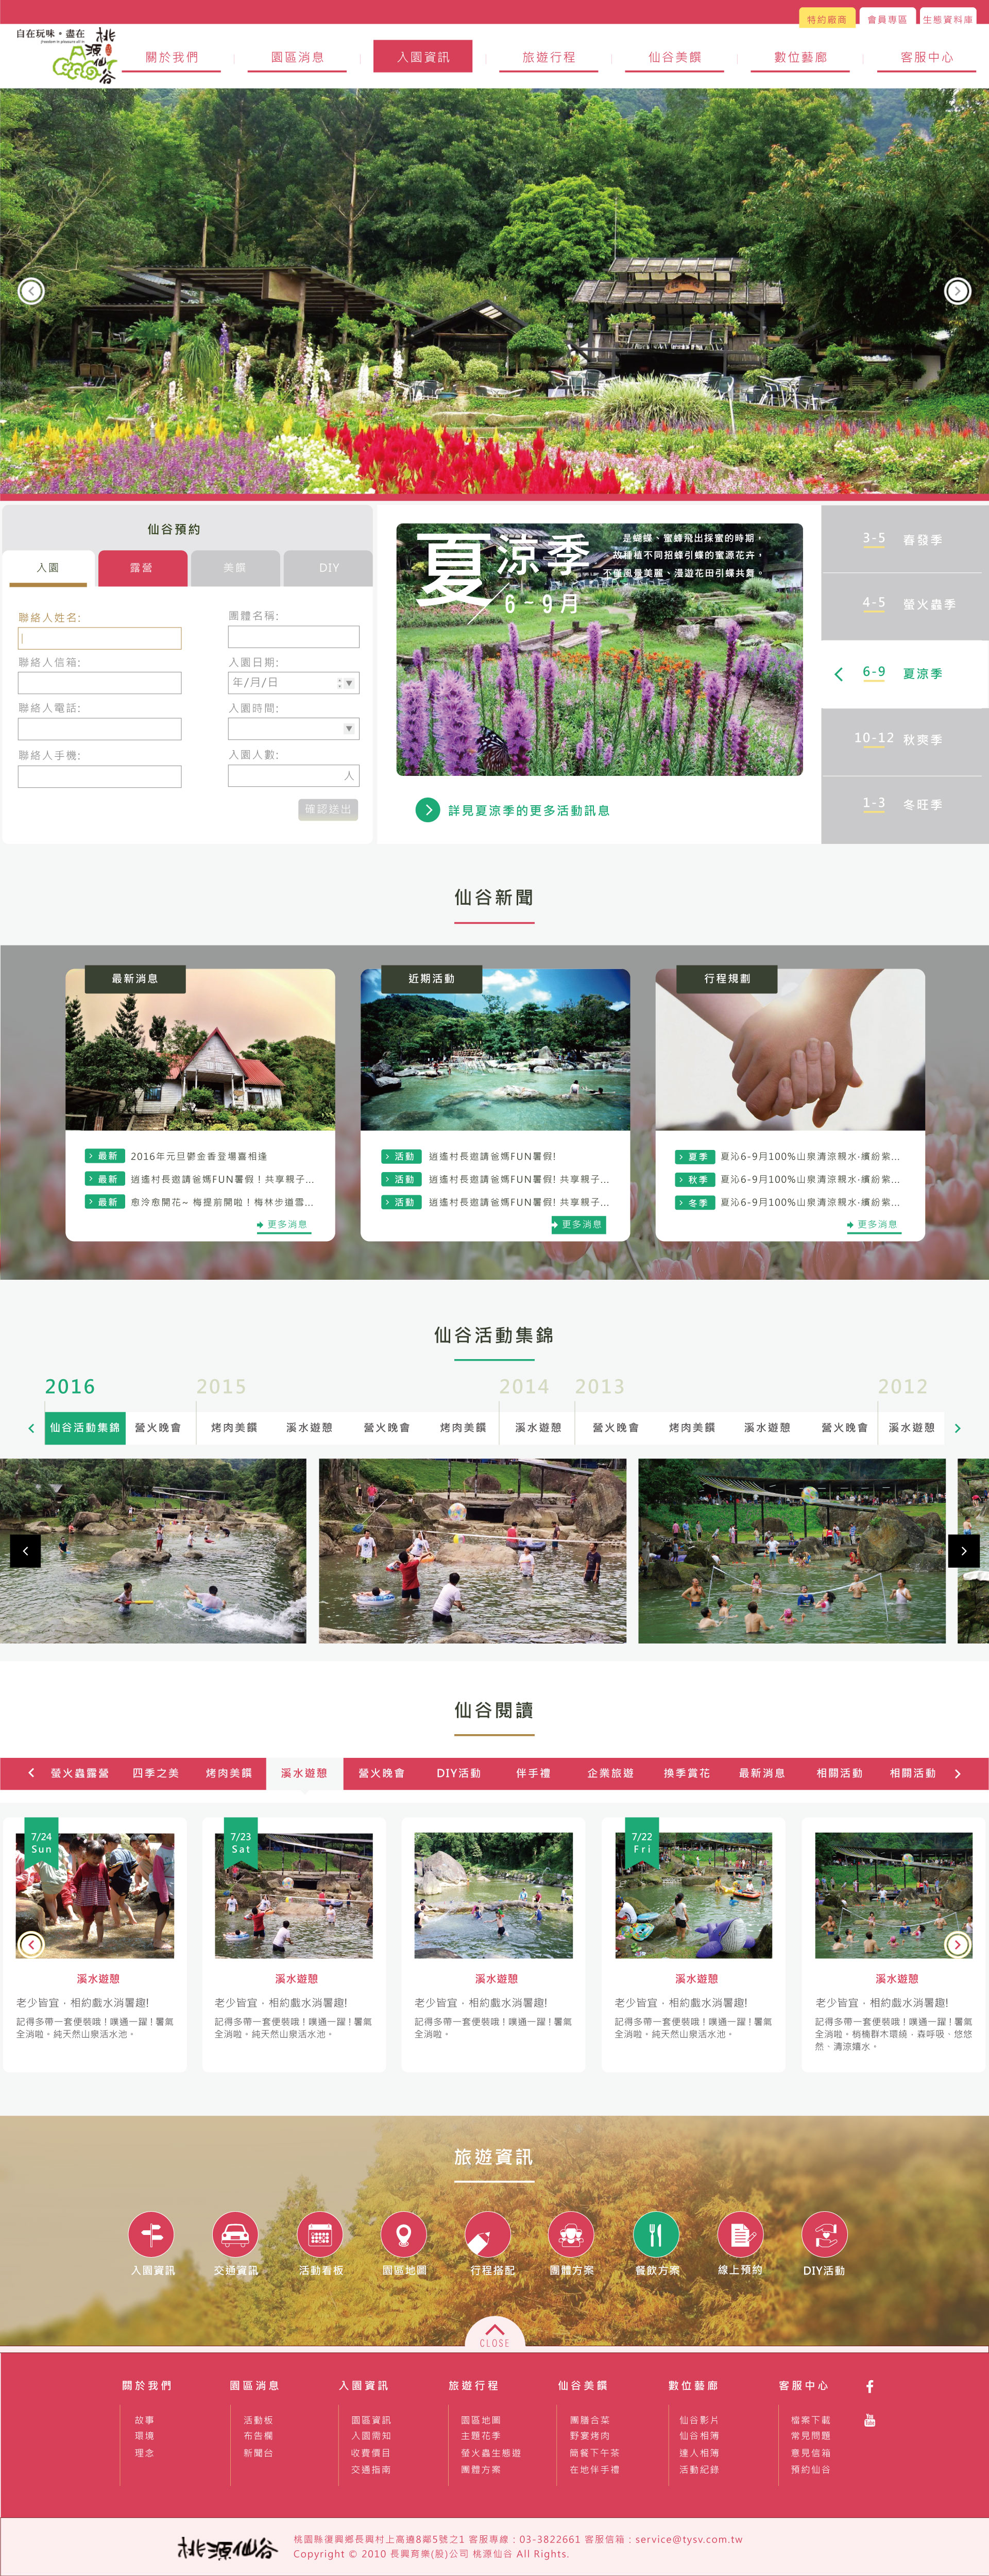 特約廠商 會員專區 生態資料庫
自在玩味・盡在 桃源仙谷
關於我們 園區消息 入園資訊 旅遊行程 仙谷美饌 數位藝廊 客服中心
仙谷預約
入園 露營 美饌 DIY
聯絡人姓名:
團體名稱:
聯絡人信箱:
入園日期:
年/月/日
聯絡人電話:
入園時間:
聯絡人手機:
入園人數:
人
確認送出
夏涼季
6~9月
是蝴蝶、蜜蜂飛出採蜜的時期，
故種植不同招蜂引蝶的蜜源花卉，
不僅風景美麗、漫遊花田引蝶共舞。
詳見夏涼季的更多活動訊息
3-5 春發季
4-5 螢火蟲季
6-9 夏涼季
10-12 秋爽季
1-3 冬旺季
仙谷新聞
最新消息
最新 2016年元旦鬱金香登場喜相逢
最新 逍遙村長邀請爸媽FUN暑假！共享親子...
最新 愈冷愈開花~ 梅提前開啦！梅林步道雪...
更多消息
近期活動
活動 逍遙村長邀請爸媽FUN暑假!
活動 逍遙村長邀請爸媽FUN暑假! 共享親子...
活動 逍遙村長邀請爸媽FUN暑假! 共享親子...
更多消息
行程規劃
夏季 夏沁6-9月100%山泉清涼親水‧繽紛紫...
秋季 夏沁6-9月100%山泉清涼親水‧繽紛紫...
冬季 夏沁6-9月100%山泉清涼親水‧繽紛紫...
更多消息
仙谷活動集錦
2016 2015 2014 2013 2012
仙谷活動集錦 營火晚會 烤肉美饌 溪水遊憩 營火晚會 烤肉美饌 溪水遊憩 營火晚會 烤肉美饌 溪水遊憩 營火晚會 溪水遊憩
仙谷閱讀
螢火蟲露營 四季之美 烤肉美饌 溪水遊憩 營火晚會 DIY活動 伴手禮 企業旅遊 換季賞花 最新消息 相關活動 相關活動
7/24
Sun
溪水遊憩
老少皆宜，相約戲水消署趣!
記得多帶一套便裝哦！噗通一躍！暑氣
全消啦。純天然山泉活水池。
7/23
Sat
溪水遊憩
老少皆宜，相約戲水消署趣!
記得多帶一套便裝哦！噗通一躍！暑氣
全消啦。純天然山泉活水池。
溪水遊憩
老少皆宜，相約戲水消署趣!
記得多帶一套便裝哦！噗通一躍！暑氣
全消啦。
7/22
Fri
溪水遊憩
老少皆宜，相約戲水消署趣!
記得多帶一套便裝哦！噗通一躍！暑氣
全消啦。純天然山泉活水池。
溪水遊憩
老少皆宜，相約戲水消署趣!
記得多帶一套便裝哦！噗通一躍！暑氣
全消啦。梢楠群木環繞，森呼吸、悠悠
然、清涼嬉水。
旅遊資訊
入園資訊 交通資訊 活動看板 園區地圖 行程搭配 團體方案 餐飲方案 線上預約 DIY活動
CLOSE
關於我們
故事
環境
理念
園區消息
活動板
布告欄
新聞台
入園資訊
園區資訊
入園需知
收費價目
交通指南
旅遊行程
園區地圖
主題花季
螢火蟲生態遊
團體方案
仙谷美饌
團膳合菜
野宴烤肉
簡餐下午茶
在地伴手禮
數位藝廊
仙谷影片
仙谷相簿
達人相簿
活動紀錄
客服中心
檔案下載
常見問題
意見信箱
預約仙谷
You Tube
桃源仙谷
桃園縣復興鄉長興村上高遶8鄰5號之1 客服專線：03-3822661 客服信箱：service@tysv.com.tw
Copyright © 2010 長興育樂(股)公司 桃源仙谷 All Rights.